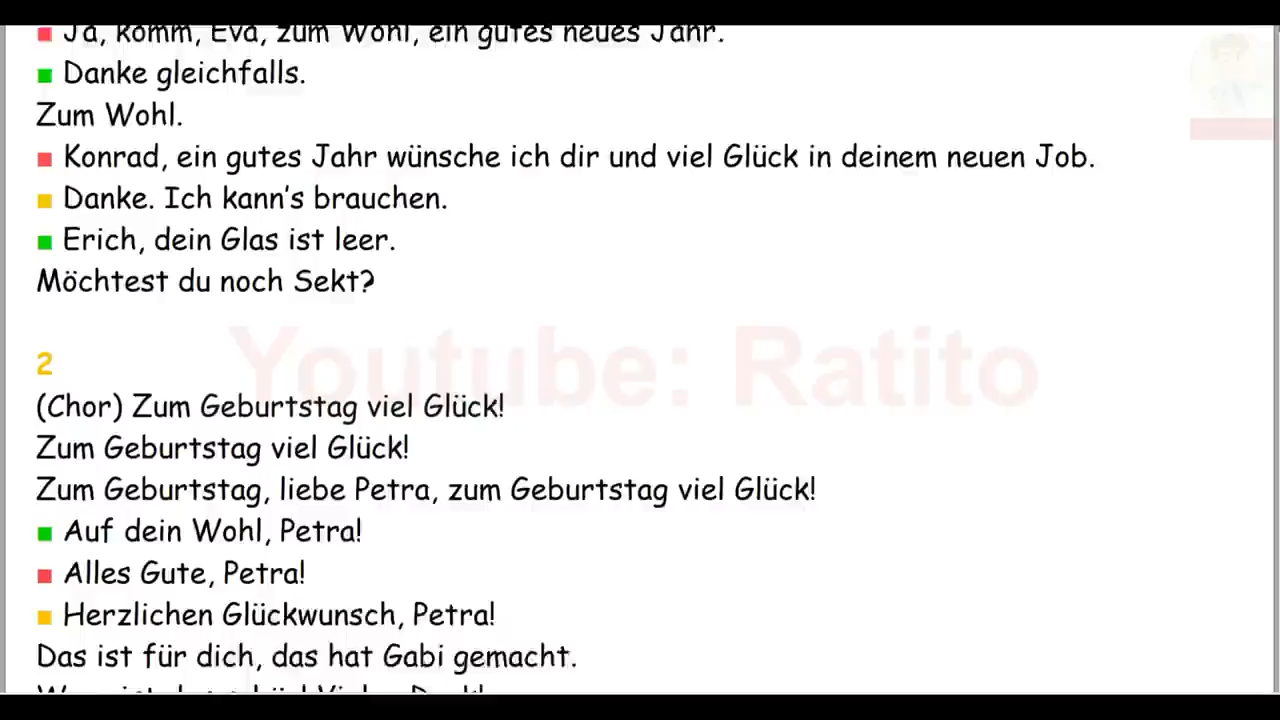 Ja, komm, Eva, zum Wohl, ein gutes neues Jahr.
Danke gleichfalls.
Zum Wohl.
Konrad, ein gutes Jahr wünsche ich dir und viel Glück in deinem neuen Job.
Danke. Ich kann's brauchen.
Erich, dein Glas ist leer.
Möchtest du noch Sekt?
Youtube: Ratito
2
(Chor) Zum Geburtstag viel Glück!
Zum Geburtstag viel Glück!
Zum Geburtstag, liebe Petra, zum Geburtstag viel Glück!
Auf dein Wohl, Petra!
Alles Gute, Petra!
Herzlichen Glückwunsch, Petra!
Das ist für dich, das hat Gabi gemacht.